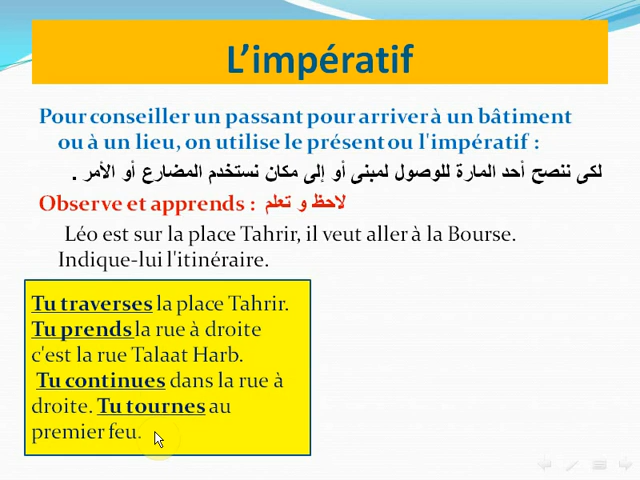 L’impératif
Pour conseiller un passant pour arriver à un bâtiment
ou à un lieu, on utilise le présent ou l'impératif :
لكى ننصح أحد المارة للوصول لمبنى أو إلى مكان نستخدم المضارع أو الأمر .
Observe et apprends : لاحظ و تعلم
Léo est sur la place Tahrir, il veut aller à la Bourse.
Indique-lui l'itinéraire.
Tu traverses la place Tahrir.
Tu prends la rue à droite
c'est la rue Talaat Harb.
Tu continues dans la rue à
droite. Tu tournes au
premier feu.